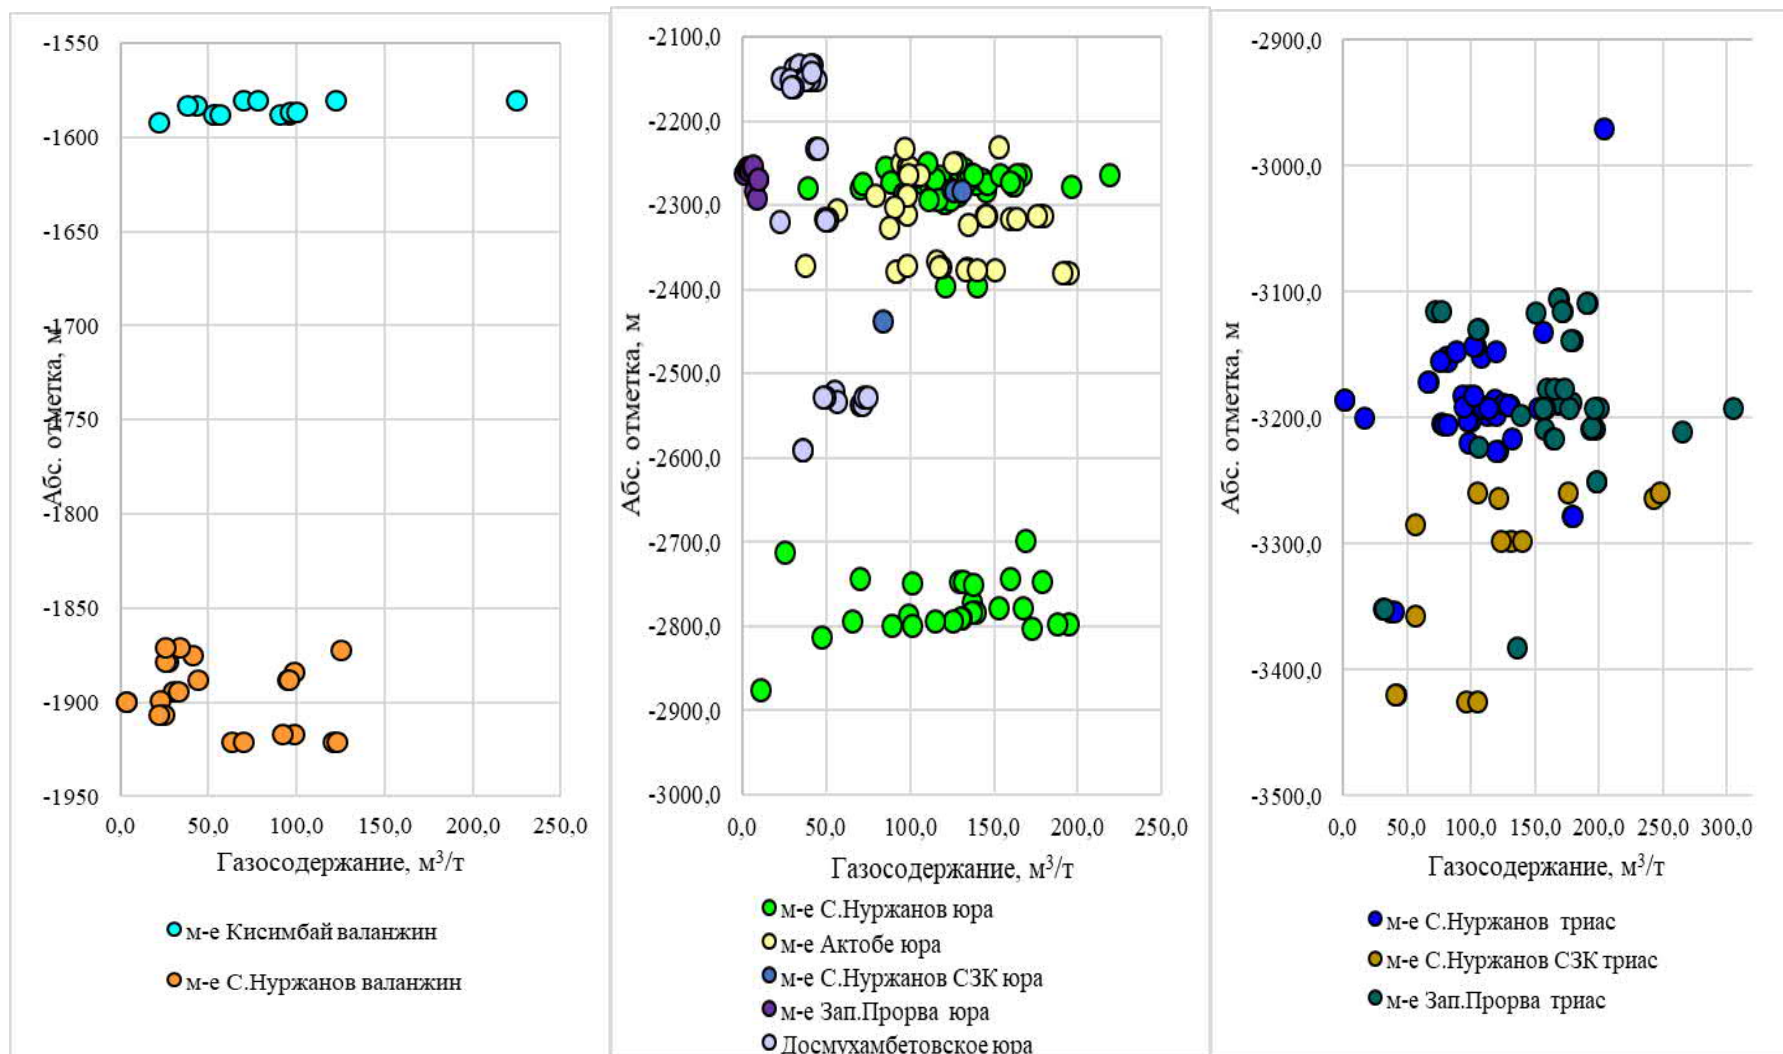 -1550
-1600
-1650
-1700
-1750
-1800
-1850
-1900
-1950
Абс. отметка, м
0,0 50,0 100,0 150,0 200,0 250,0
Газосодержание, м³/т
м-е Кисимбай валанжин
м-е С.Нуржанов валанжин
-2100,0
-2200,0
-2300,0
-2400,0
-2500,0
-2600,0
-2700,0
-2800,0
-2900,0
-3000,0
Абс. отметка, м
0,0 50,0 100,0 150,0 200,0 250,0
Газосодержание, м³/т
м-е С.Нуржанов юра
м-е Актобе юра
м-е С.Нуржанов СЗК юра
м-е Зап.Прорва юра
Досмухамбетовское юра
-2900,0
-3000,0
-3100,0
-3200,0
-3300,0
-3400,0
-3500,0
Абс. отметка, м
0,0 50,0 100,0 150,0 200,0 250,0 300,0
Газосодержание, м³/т
м-е С.Нуржанов триас
м-е С.Нуржанов СЗК триас
м-е Зап.Прорва триас